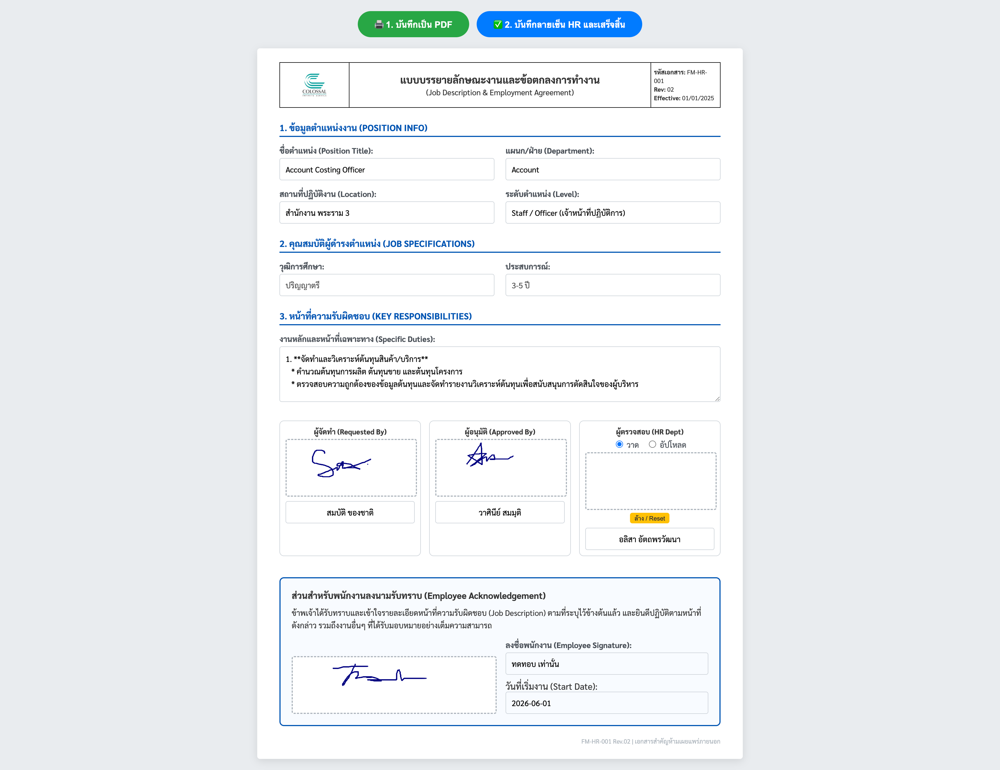 1. บันทึกเป็น PDF
2. บันทึกลายเซ็น HR และเสร็จสิ้น
COLOSSAL
INFINITE SERVICE
แบบบรรยายลักษณะงานและข้อตกลงการทำงาน
(Job Description & Employment Agreement)
รหัสเอกสาร: FM-HR-
001
Rev: 02
Effective: 01/01/2025
1. ข้อมูลตำแหน่งงาน (POSITION INFO)
ชื่อตำแหน่ง (Position Title):
Account Costing Officer
แผนก/ฝ่าย (Department):
Account
สถานที่ปฏิบัติงาน (Location):
สำนักงาน พระราม 3
ระดับตำแหน่ง (Level):
Staff / Officer (เจ้าหน้าที่ปฏิบัติการ)
2. คุณสมบัติผู้ดำรงตำแหน่ง (JOB SPECIFICATIONS)
วุฒิการศึกษา:
ปริญญาตรี
ประสบการณ์:
3-5 ปี
3. หน้าที่ความรับผิดชอบ (KEY RESPONSIBILITIES)
งานหลักและหน้าที่เฉพาะทาง (Specific Duties):
1. **จัดทำและวิเคราะห์ต้นทุนสินค้า/บริการ**
* คำนวณต้นทุนการผลิต ต้นทุนขาย และต้นทุนโครงการ
* ตรวจสอบความถูกต้องของข้อมูลต้นทุนและจัดทำรายงานวิเคราะห์ต้นทุนเพื่อสนับสนุนการตัดสินใจของผู้บริหาร
ผู้จัดทำ (Requested By)
สมบัติ ของชาติ
ผู้อนุมัติ (Approved By)
วาศินีย์ สมมุติ
ผู้ตรวจสอบ (HR Dept)
วาด อัปโหลด
ล้าง / Reset
อลิสา อัตถพรวัฒนา
ส่วนสำหรับพนักงานลงนามรับทราบ (Employee Acknowledgement)
ข้าพเจ้าได้รับทราบและเข้าใจรายละเอียดหน้าที่ความรับผิดชอบ (Job Description) ตามที่ระบุไว้ข้างต้นแล้ว และยินดีปฏิบัติตามหน้าที่
ดังกล่าว รวมถึงงานอื่นๆ ที่ได้รับมอบหมายอย่างเต็มความสามารถ
ลงชื่อพนักงาน (Employee Signature):
ทดทอบ เท่านั้น
วันที่เริ่มงาน (Start Date):
2026-06-01
FM-HR-001 Rev.02 | เอกสารสำคัญห้ามเผยแพร่ภายนอก